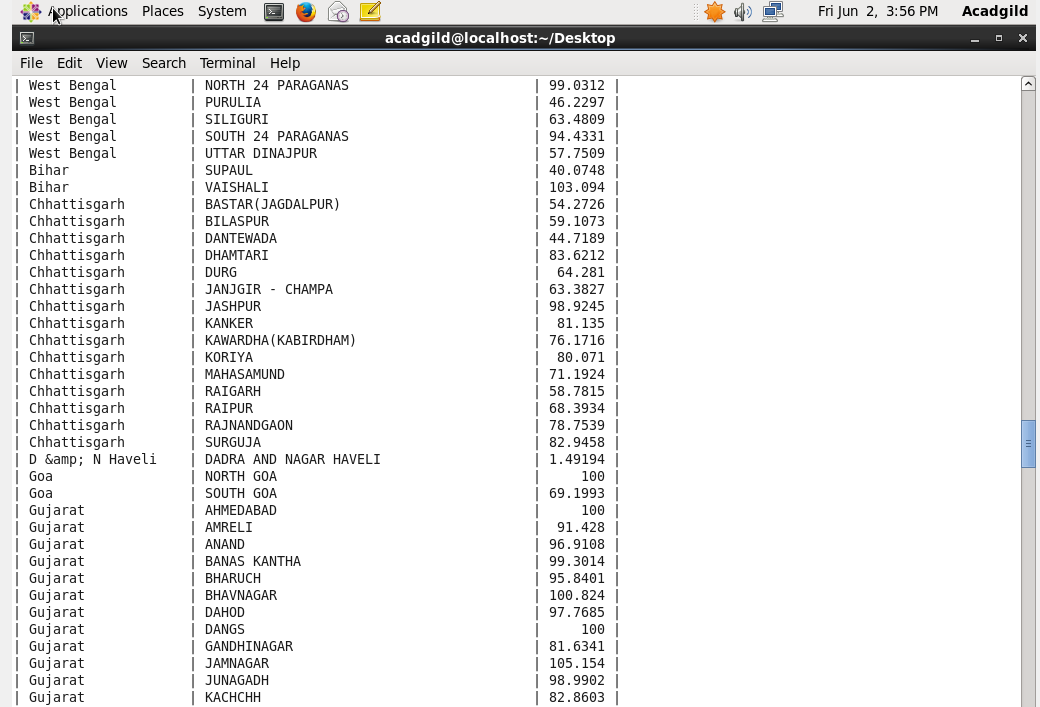 Applications Places System Fri Jun 2, 3:56 PM Acadgild
acadgild@localhost:~/Desktop
File Edit View Search Terminal Help
| West Bengal | NORTH 24 PARAGANAS | 99.0312 |
| West Bengal | PURULIA | 46.2297 |
| West Bengal | SILIGURI | 63.4809 |
| West Bengal | SOUTH 24 PARAGANAS | 94.4331 |
| West Bengal | UTTAR DINAJPUR | 57.7509 |
| Bihar | SUPAUL | 40.0748 |
| Bihar | VAISHALI | 103.094 |
| Chhattisgarh | BASTAR(JAGDALPUR) | 54.2726 |
| Chhattisgarh | BILASPUR | 59.1073 |
| Chhattisgarh | DANTEWADA | 44.7189 |
| Chhattisgarh | DHAMTARI | 83.6212 |
| Chhattisgarh | DURG | 64.281 |
| Chhattisgarh | JANJGIR - CHAMPA | 63.3827 |
| Chhattisgarh | JASHPUR | 98.9245 |
| Chhattisgarh | KANKER | 81.135 |
| Chhattisgarh | KAWARDHA(KABIRDHAM) | 76.1716 |
| Chhattisgarh | KORIYA | 80.071 |
| Chhattisgarh | MAHASAMUND | 71.1924 |
| Chhattisgarh | RAIGARH | 58.7815 |
| Chhattisgarh | RAIPUR | 68.3934 |
| Chhattisgarh | RAJNANDGAON | 78.7539 |
| Chhattisgarh | SURGUJA | 82.9458 |
| D &amp; N Haveli | DADRA AND NAGAR HAVELI | 1.49194 |
| Goa | NORTH GOA | 100 |
| Goa | SOUTH GOA | 69.1993 |
| Gujarat | AHMEDABAD | 100 |
| Gujarat | AMRELI | 91.428 |
| Gujarat | ANAND | 96.9108 |
| Gujarat | BANAS KANTHA | 99.3014 |
| Gujarat | BHARUCH | 95.8401 |
| Gujarat | BHAVNAGAR | 100.824 |
| Gujarat | DAHOD | 97.7685 |
| Gujarat | DANGS | 100 |
| Gujarat | GANDHINAGAR | 81.6341 |
| Gujarat | JAMNAGAR | 105.154 |
| Gujarat | JUNAGADH | 98.9902 |
| Gujarat | KACHCHH | 82.8603 |